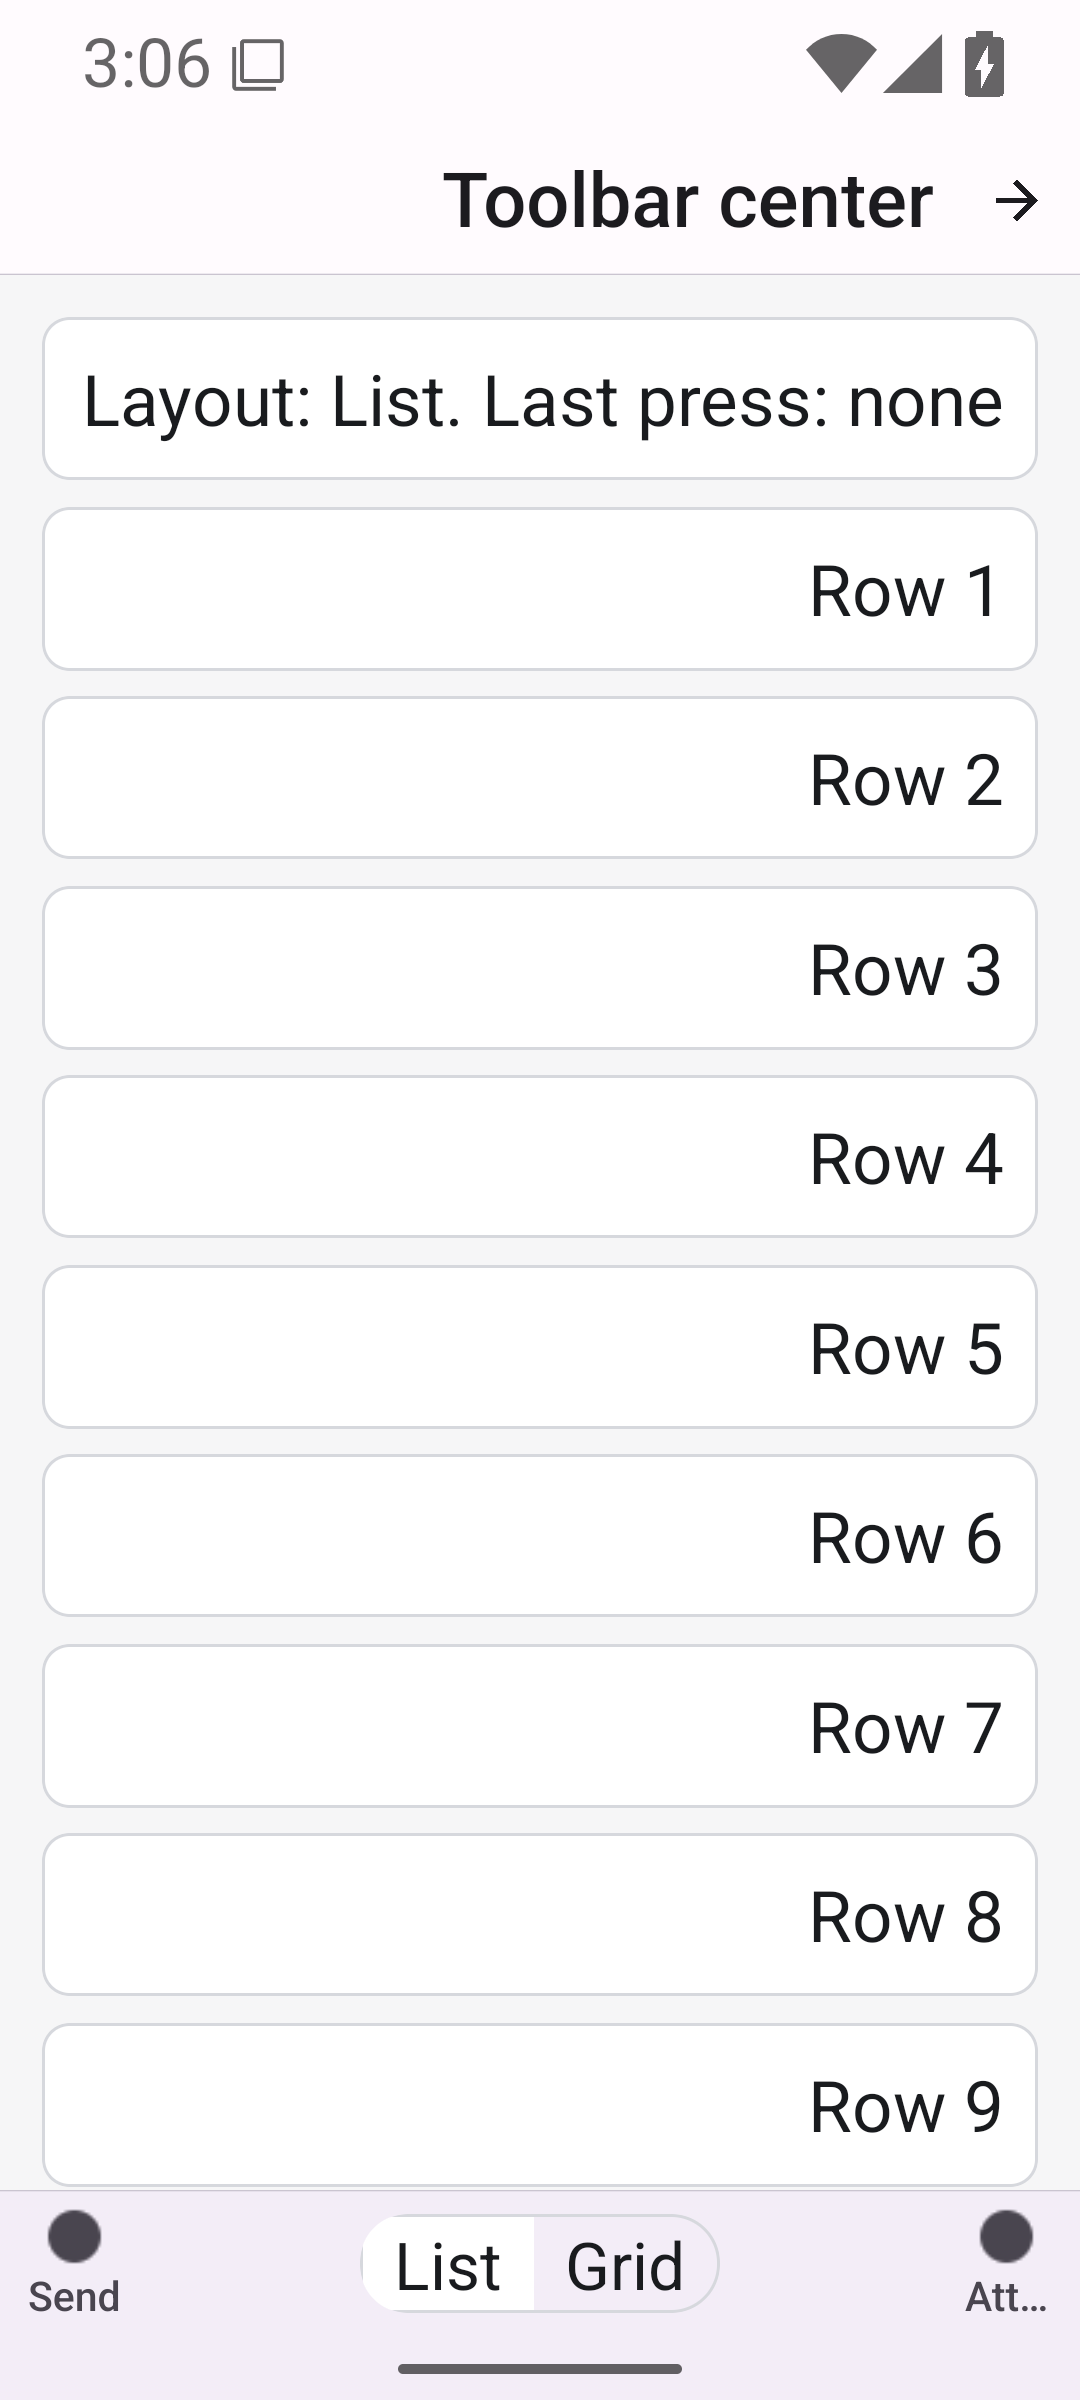 3:06
Toolbar center
Layout: List. Last press: none
Row 1
Row 2
Row 3
Row 4
Row 5
Row 6
Row 7
Row 8
Row 9
Send
List Grid
Att...